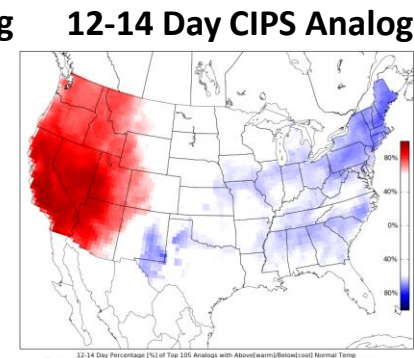 g 12-14 Day CIPS Analog
80%
40%
0%
40%
80%
12-14 Day Percentage [%] of Top 105 Analogs with Above[warm]/Below[cool] Normal Temp